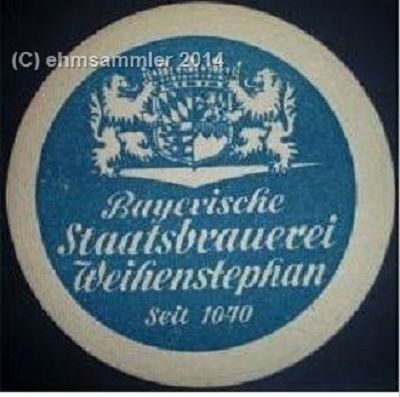 (C) ehmsammler 2014
Bayerische
Staatsbrauerei
Weihenstephan
Seit 1040